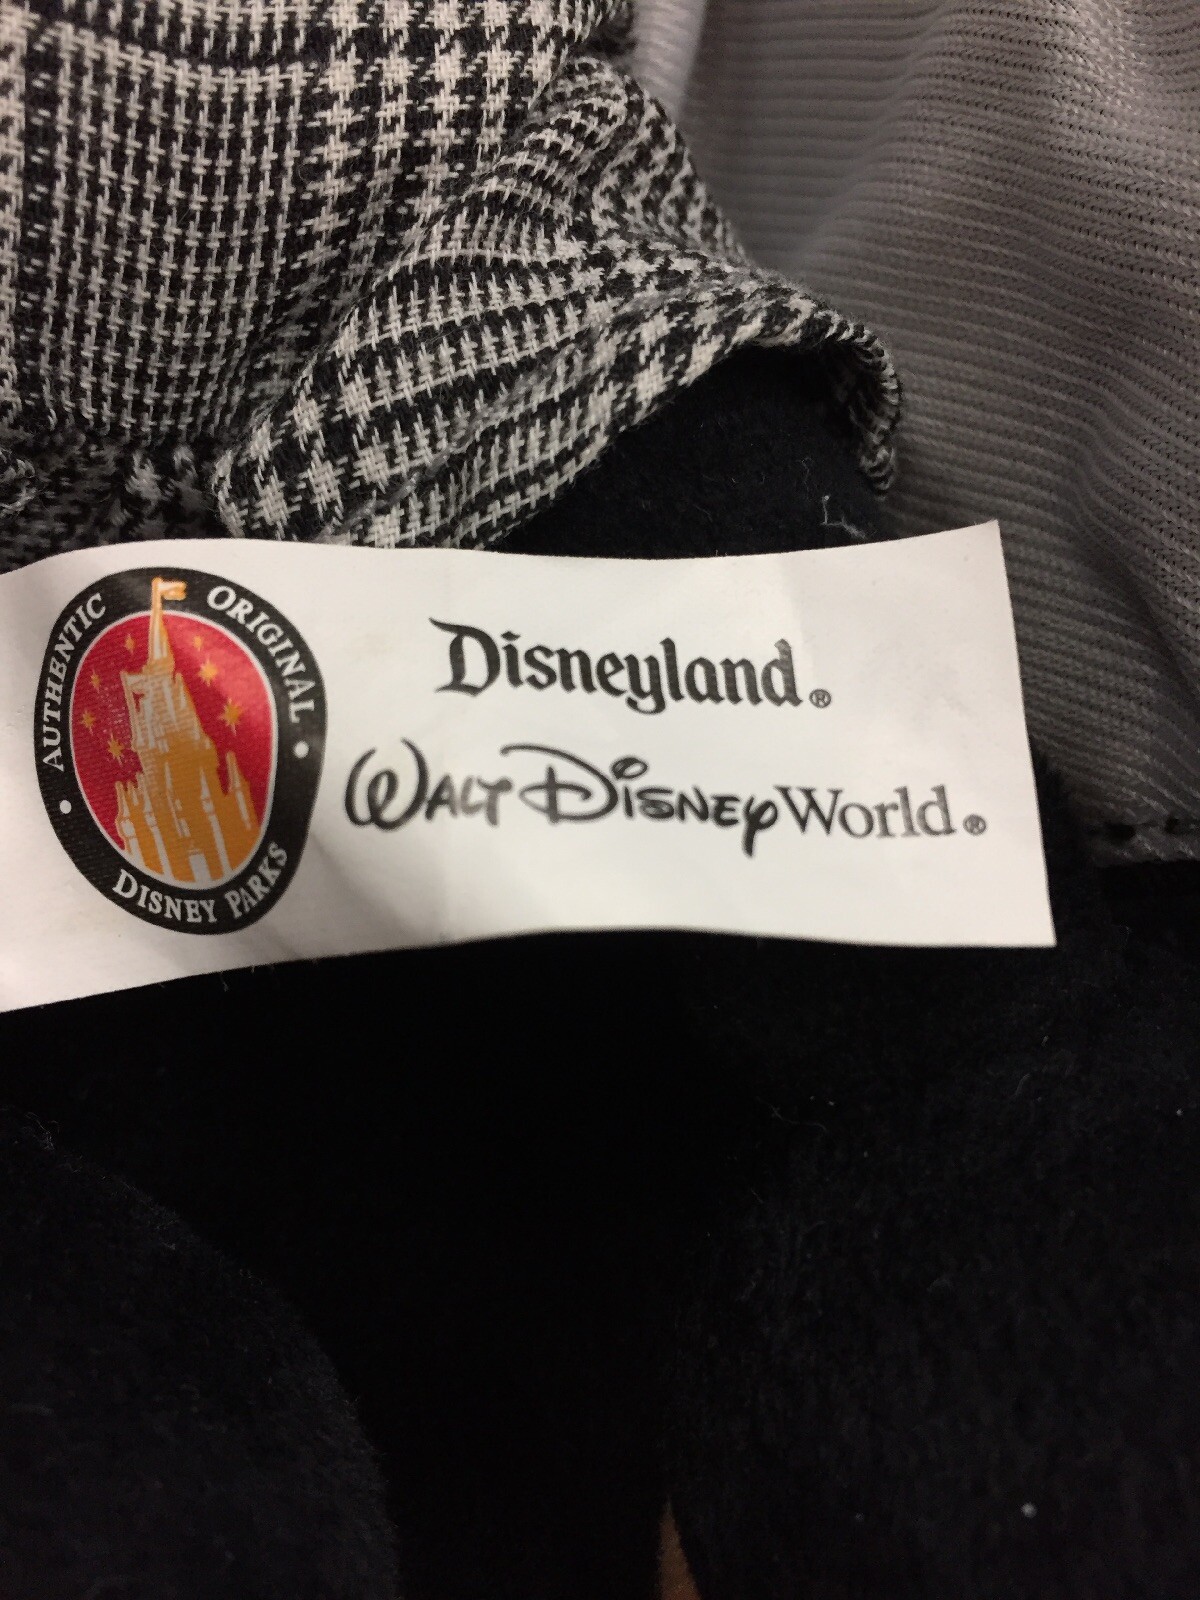 AUTHENTIC ORIGINAL
DISNEY PARKS
Disneyland®
WALT DISNEY World®